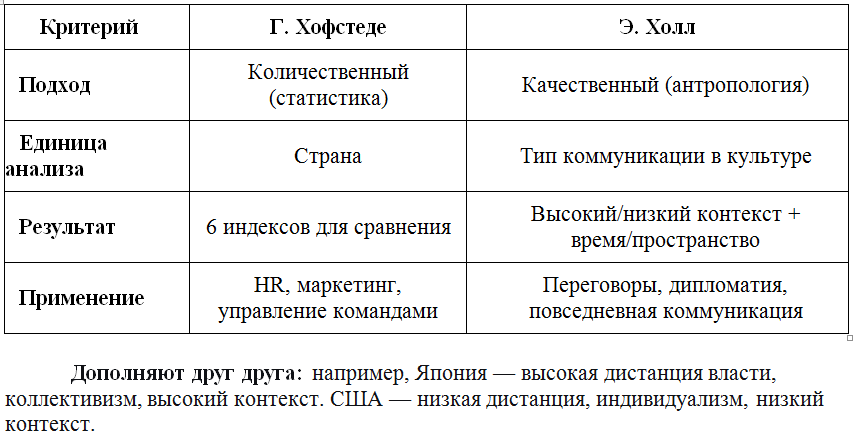 Критерий
Г. Хофстеде
Э. Холл
Подход
Количественный
(статистика)
Качественный (антропология)
Единица
анализа
Страна
Тип коммуникации в культуре
Результат
6 индексов для сравнения
Высокий/низкий контекст +
время/пространство
Применение
HR, маркетинг,
управление командами
Переговоры, дипломатия,
повседневная коммуникация
Дополняют друг друга: например, Япония — высокая дистанция власти,
коллективизм, высокий контекст. США — низкая дистанция, индивидуализм, низкий
контекст.